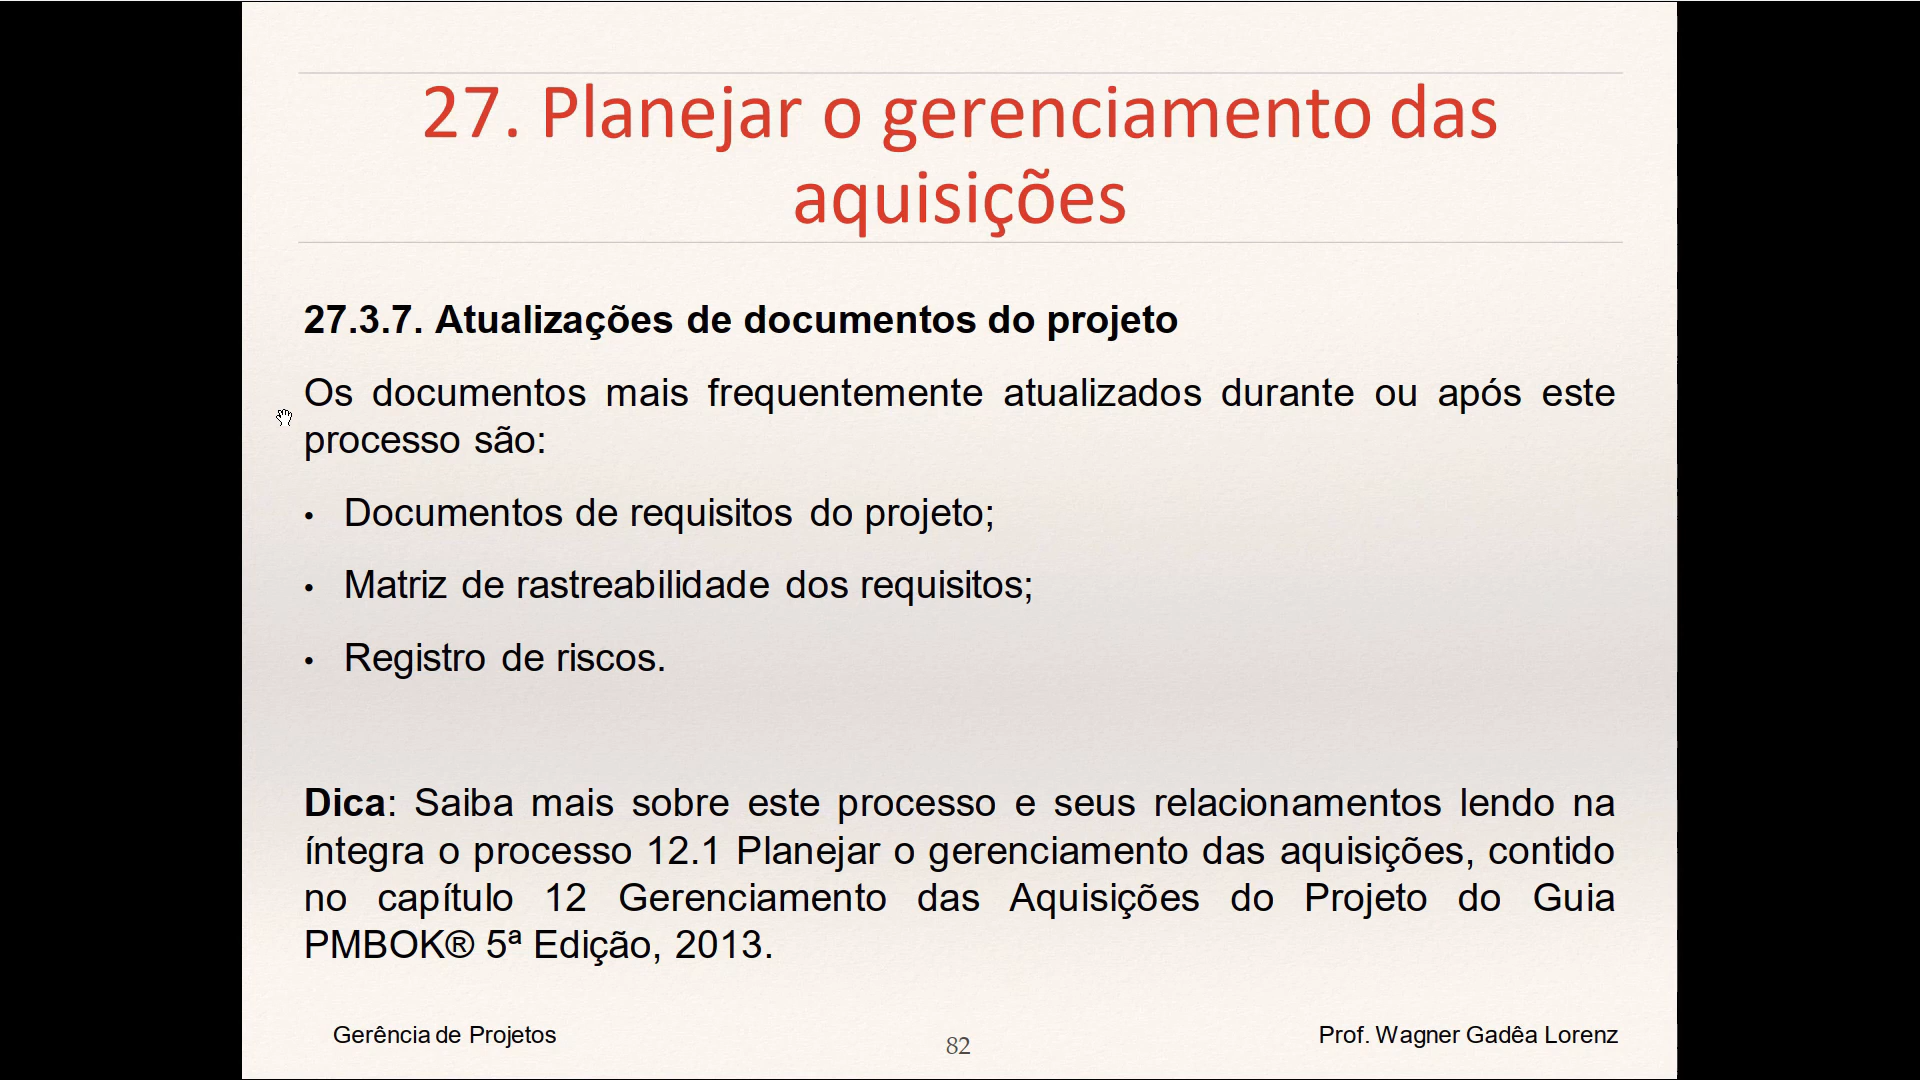 27. Planejar o gerenciamento das
aquisições
27.3.7. Atualizações de documentos do projeto
Os documentos mais frequentemente atualizados durante ou após este
processo são:
• Documentos de requisitos do projeto;
• Matriz de rastreabilidade dos requisitos;
• Registro de riscos.
Dica: Saiba mais sobre este processo e seus relacionamentos lendo na
íntegra o processo 12.1 Planejar o gerenciamento das aquisições, contido
no capítulo 12 Gerenciamento das Aquisições do Projeto do Guia
PMBOK® 5ª Edição, 2013.
Gerência de Projetos
82
Prof. Wagner Gadêa Lorenz